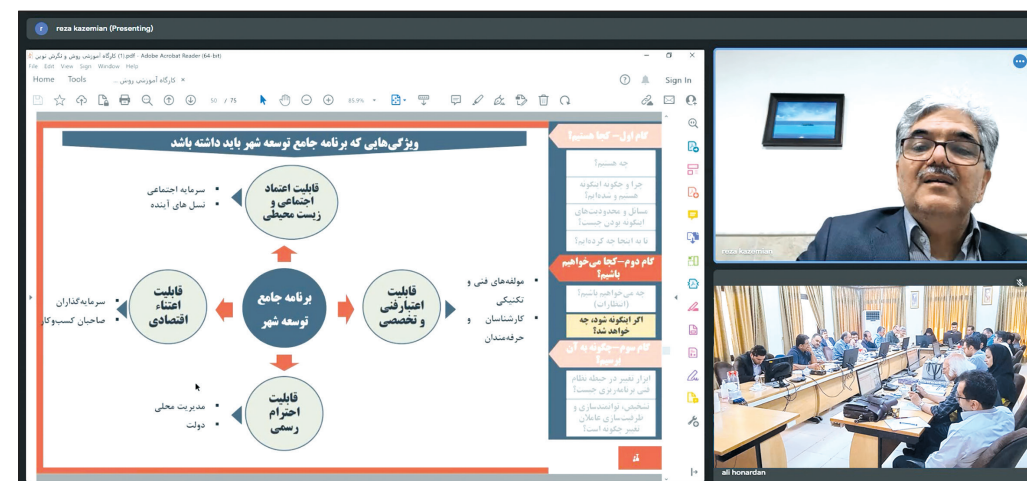 r reza kazemian (Presenting)
کارگاه آموزشی روش و نگرش نویی (1).pdf - Adobe Acrobat Reader (64-bit)
File Edit View Sign Window Help
Home Tools کارگاه آموزشی روش ... × Sign In
50 / 75 85.9%
ویژگی‌هایی که برنامه جامع توسعه شهر باید داشته باشد
قابلیت اعتماد
اجتماعی و
زیست محیطی
▪ سرمایه اجتماعی
▪ نسل های آینده
برنامه جامع
توسعه شهر
قابلیت
اعتبارفنی
و تخصصی
▪ مولفه‌های فنی و
تکنیکی
▪ کارشناسان و
حرفه‌مندان
قابلیت
اعتناء
اقتصادی
▪ سرمایه‌گذاران
▪ صاحبان کسب‌وکار
قابلیت
احترام
رسمی
▪ مدیریت محلی
▪ دولت
گام اول– کجا هستیم؟
چه هستیم؟
چرا و چگونه اینگونه
هستیم و شده‌ایم؟
مسائل و محدودیت‌های
اینگونه بودن چیست؟
تا به اینجا چه کرده‌ایم؟
گام دوم–کجا می‌خواهیم
باشیم؟
چه می‌خواهیم باشیم؟
(انتظارات)
اگر اینگونه شود، چه
خواهد شد؟
گام سوم–چگونه به آن
برسیم؟
ابزار تغییر در حیطه نظام
فنی برنامه‌ریزی چیست؟
تشخیص، توانمندسازی و
ظرفیت‌سازی عاملان
تغییر چگونه است؟
reza kazemian
ali honardan